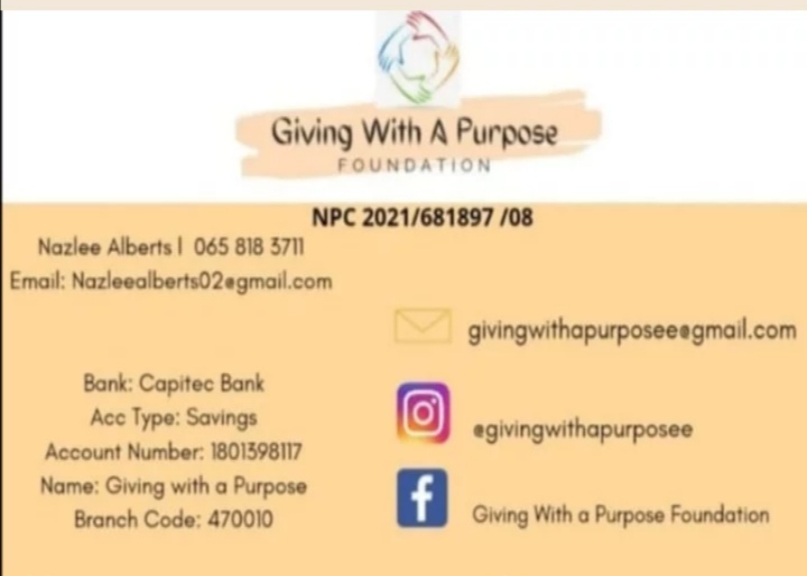 Giving With A Purpose
FOUNDATION
NPC 2021/681897 /08
Nazlee Alberts | 065 818 3711
Email: Nazleealberts02@gmail.com
givingwithapurposee@gmail.com
Bank: Capitec Bank
Acc Type: Savings
Account Number: 1801398117
Name: Giving with a Purpose
Branch Code: 470010
@givingwithapurposee
Giving With a Purpose Foundation